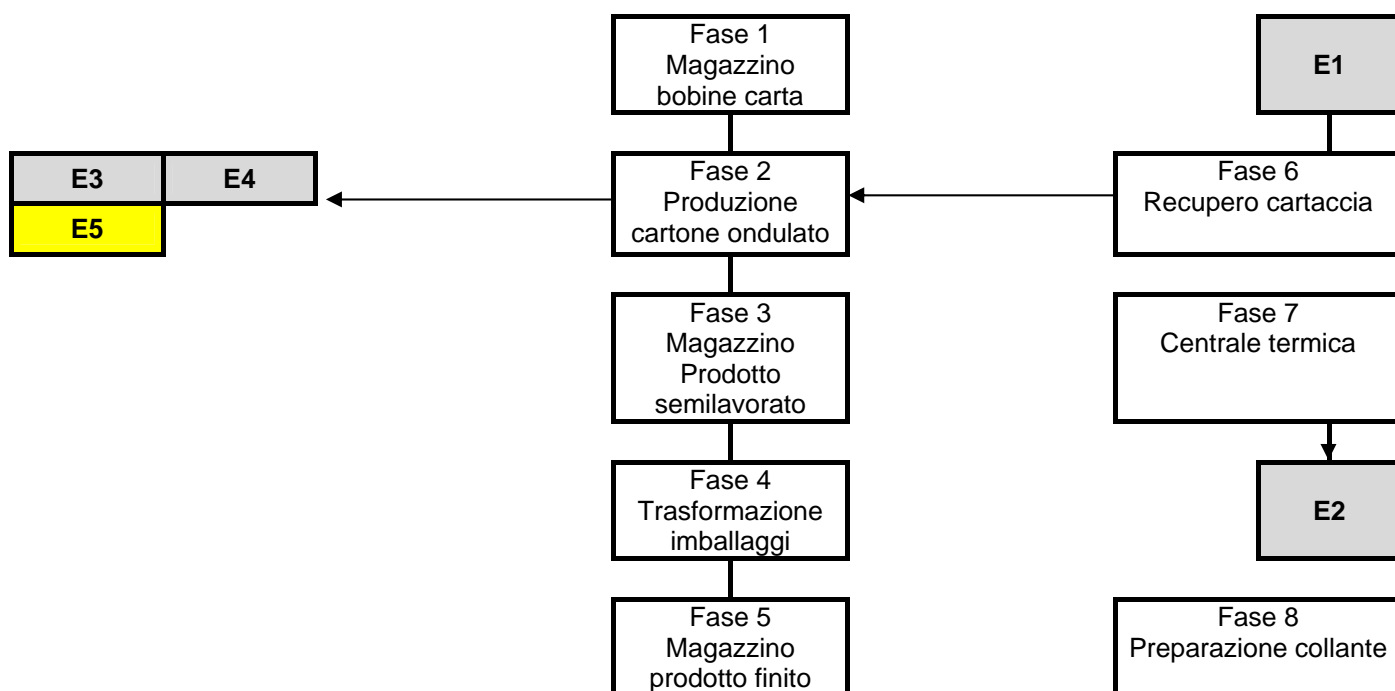 Fase 1
Magazzino
bobine carta
E1
E3
E4
E5
Fase 2
Produzione
cartone ondulato
Fase 6
Recupero cartaccia
Fase 3
Magazzino
Prodotto
semilavorato
Fase 7
Centrale termica
Fase 4
Trasformazione
imballaggi
E2
Fase 5
Magazzino
prodotto finito
Fase 8
Preparazione collante